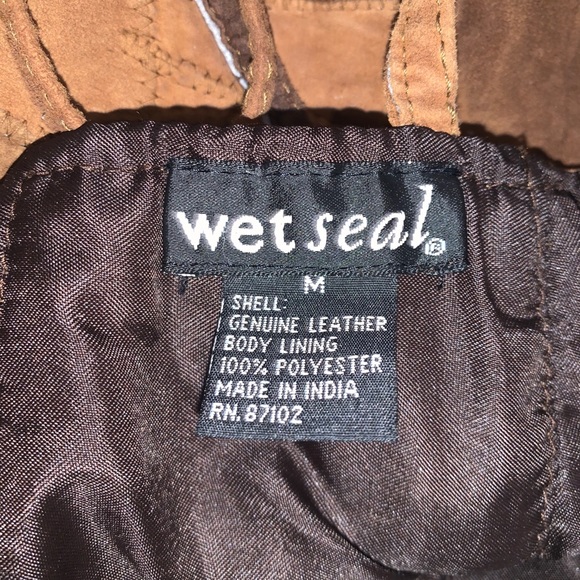 wet seal®
M
SHELL:
GENUINE LEATHER
BODY LINING
100% POLYESTER
MADE IN INDIA
RN.87102